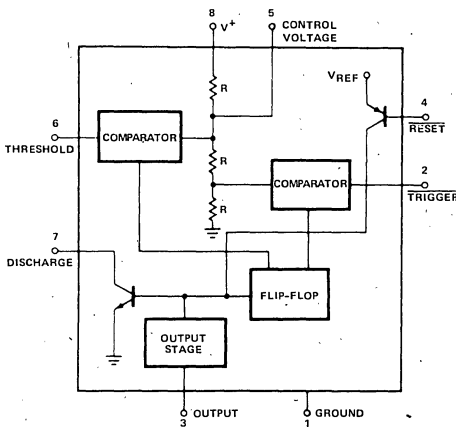 8 V+
5 CONTROL
VOLTAGE
R
VREF
4
RESET
6
THRESHOLD
COMPARATOR
R
COMPARATOR
2
TRIGGER
R
7
DISCHARGE
FLIP-FLOP
OUTPUT
STAGE
3 OUTPUT
1 GROUND